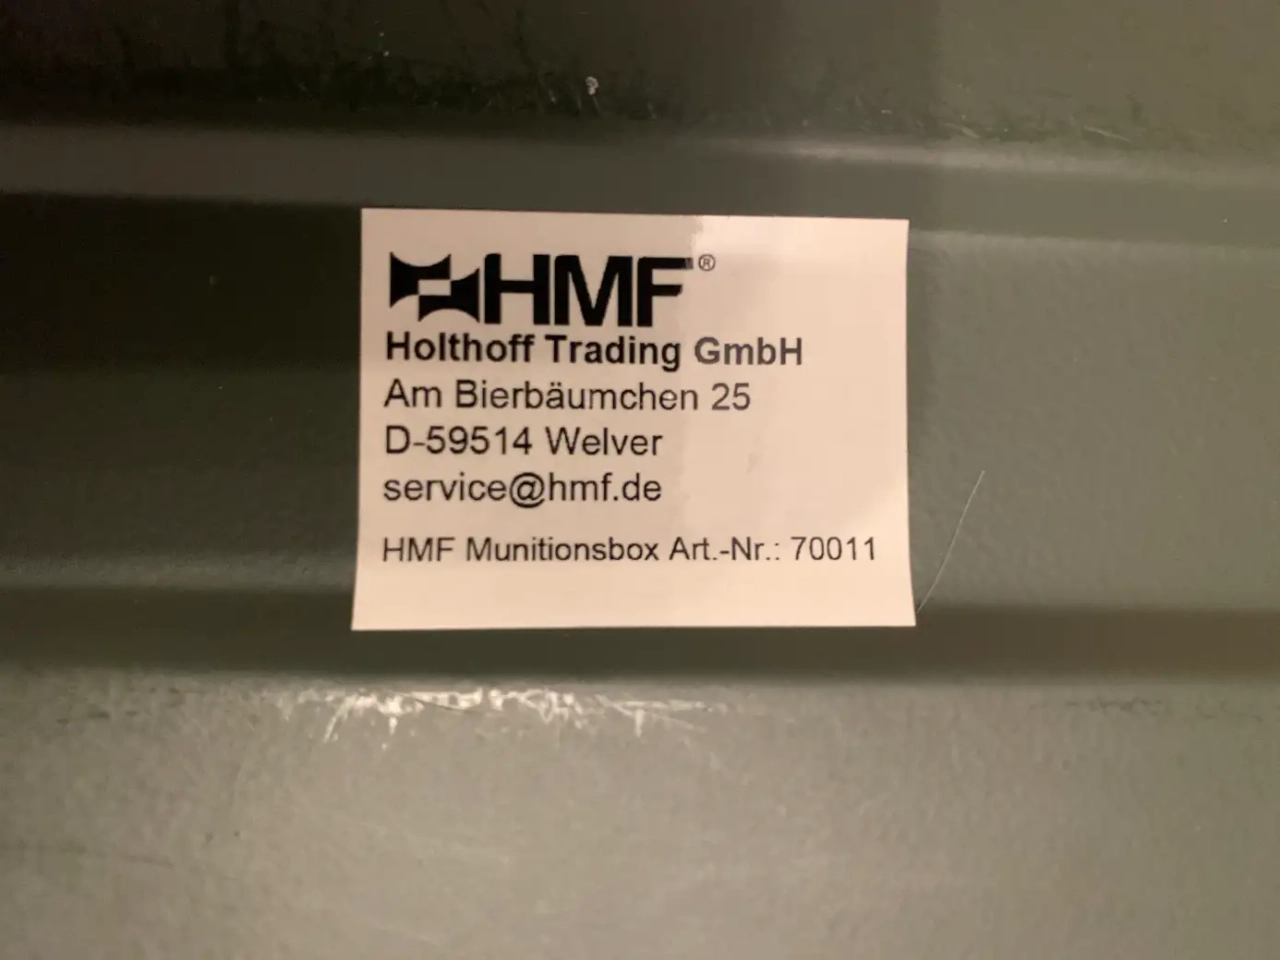 HMF®
Holthoff Trading GmbH
Am Bierbäumchen 25
D-59514 Welver
service@hmf.de
HMF Munitionsbox Art.-Nr.: 70011